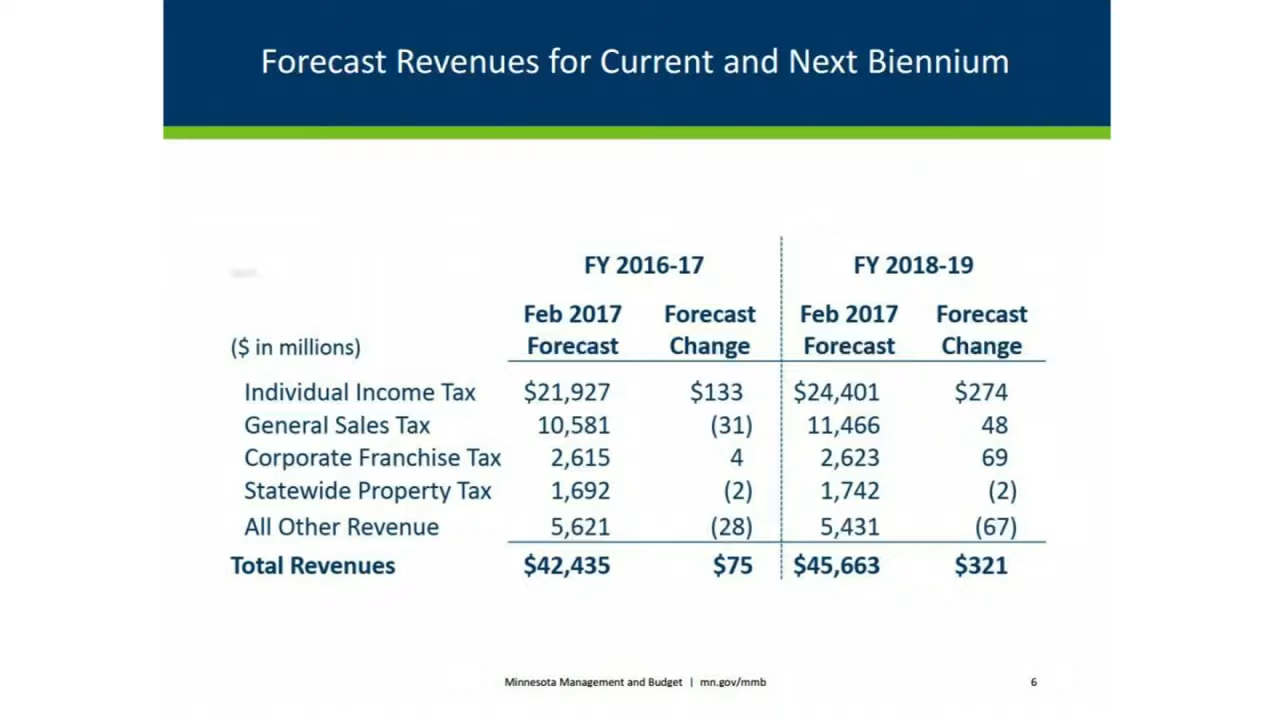 Forecast Revenues for Current and Next Biennium
FY 2016-17 FY 2018-19
Feb 2017 Forecast Feb 2017 Forecast
($ in millions) Forecast Change Forecast Change
Individual Income Tax $21,927 $133 $24,401 $274
General Sales Tax 10,581 (31) 11,466 48
Corporate Franchise Tax 2,615 4 2,623 69
Statewide Property Tax 1,692 (2) 1,742 (2)
All Other Revenue 5,621 (28) 5,431 (67)
Total Revenues $42,435 $75 $45,663 $321
Minnesota Management and Budget | mn.gov/mmb 6